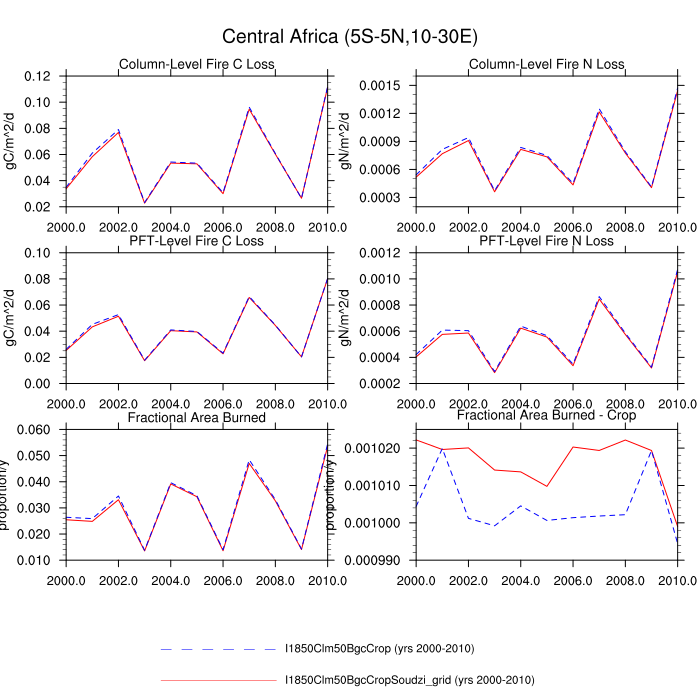 Central Africa (5S-5N,10-30E)
Column-Level Fire C Loss
Column-Level Fire N Loss
gC/m^2/d
0.12
0.10
0.08
0.06
0.04
0.02
2000.0 2002.0 2004.0 2006.0 2008.0 2010.0
gN/m^2/d
0.0015
0.0012
0.0009
0.0006
0.0003
2000.0 2002.0 2004.0 2006.0 2008.0 2010.0
PFT-Level Fire C Loss
PFT-Level Fire N Loss
gC/m^2/d
0.10
0.08
0.06
0.04
0.02
0.00
2000.0 2002.0 2004.0 2006.0 2008.0 2010.0
gN/m^2/d
0.0012
0.0010
0.0008
0.0006
0.0004
0.0002
2000.0 2002.0 2004.0 2006.0 2008.0 2010.0
Fractional Area Burned
Fractional Area Burned - Crop
proportion/y
0.060
0.050
0.040
0.030
0.020
0.010
2000.0 2002.0 2004.0 2006.0 2008.0 2010.0
proportion/y
0.001020
0.001010
0.001000
0.000990
2000.0 2002.0 2004.0 2006.0 2008.0 2010.0
I1850Clm50BgcCrop (yrs 2000-2010)
I1850Clm50BgcCropSoudzi_grid (yrs 2000-2010)